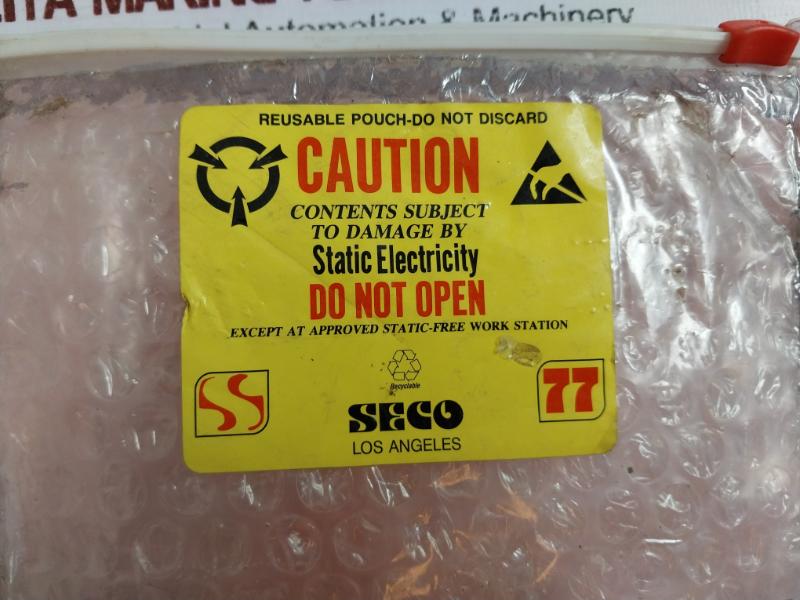 Automation & Machinery
REUSABLE POUCH-DO NOT DISCARD
CAUTION
CONTENTS SUBJECT
TO DAMAGE BY
Static Electricity
DO NOT OPEN
EXCEPT AT APPROVED STATIC-FREE WORK STATION
Recyclable
SS
77
SECO
LOS ANGELES